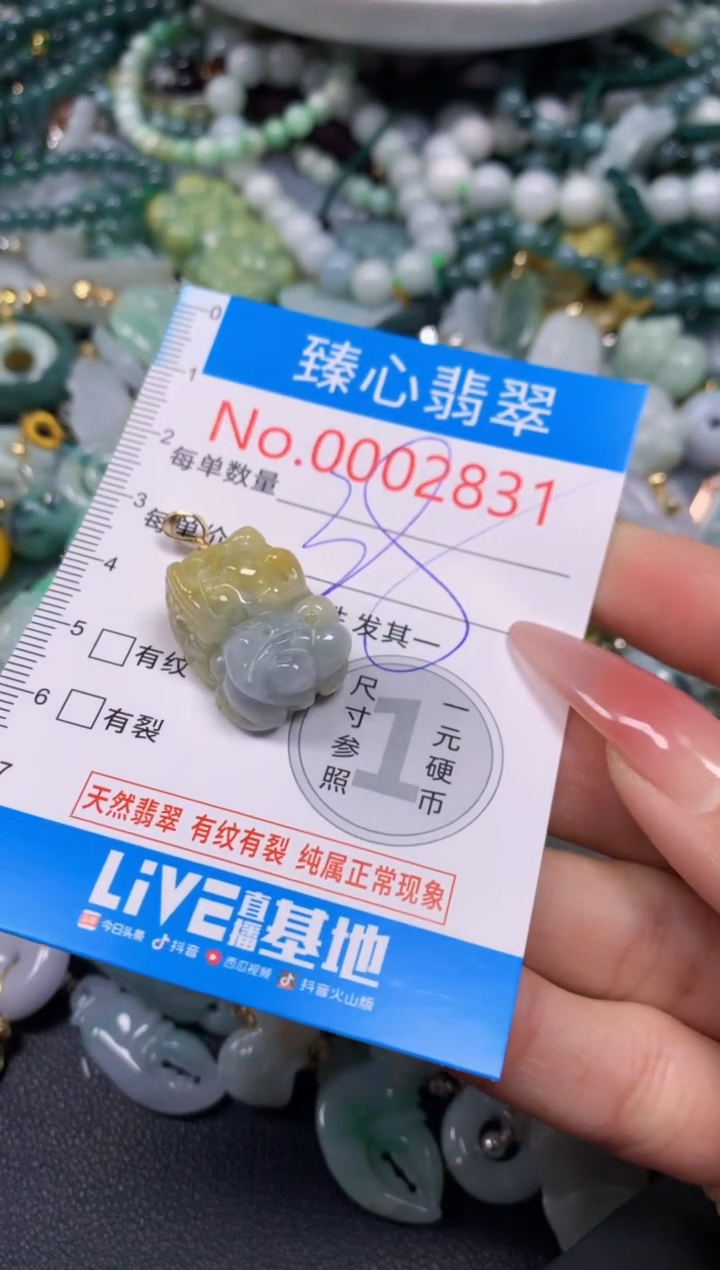 0
1
2
3
4
5
6
7
臻心翡翠
No.0002831
每单数量
每单价
发其一
有纹
有裂
尺寸参照
1
一元硬币
天然翡翠 有纹有裂 纯属正常现象
LiVE直播基地
今日头条 抖音 西瓜视频 抖音火山版